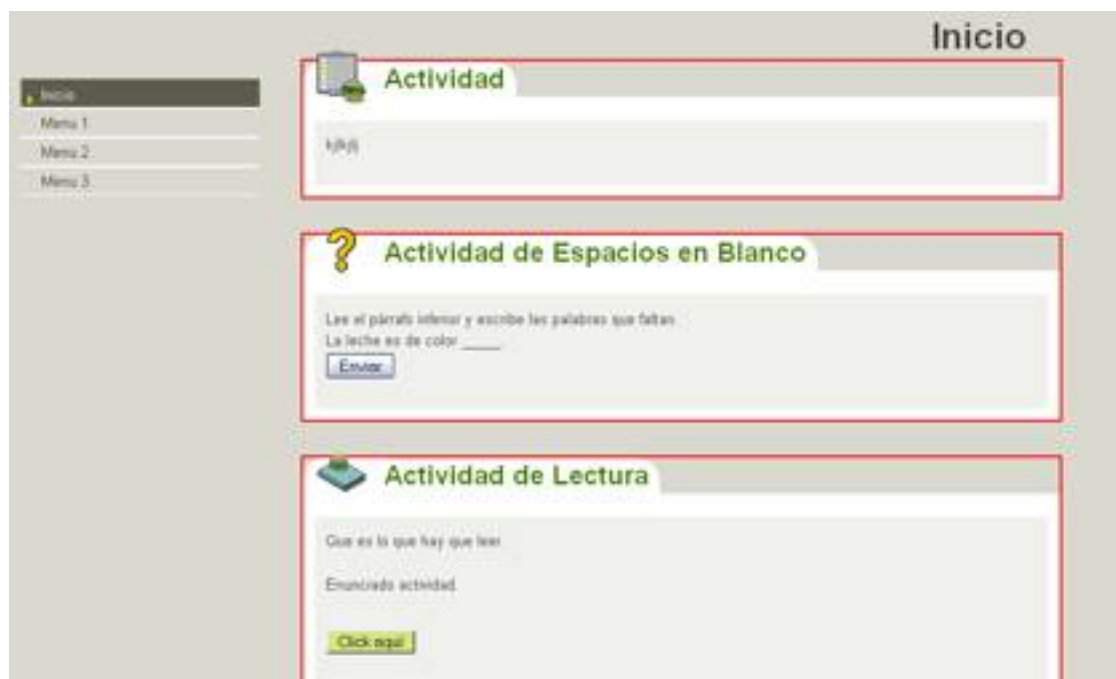 Inicio
Inicio
Menu 1
Menu 2
Menu 3
Actividad
Actividad de Espacios en Blanco
Lee el párrafo inferior y escribe las palabras que faltan.
La leche es de color _____
Enviar
Actividad de Lectura
Que es lo que hay que leer
Enunciado actividad.
Click aquí